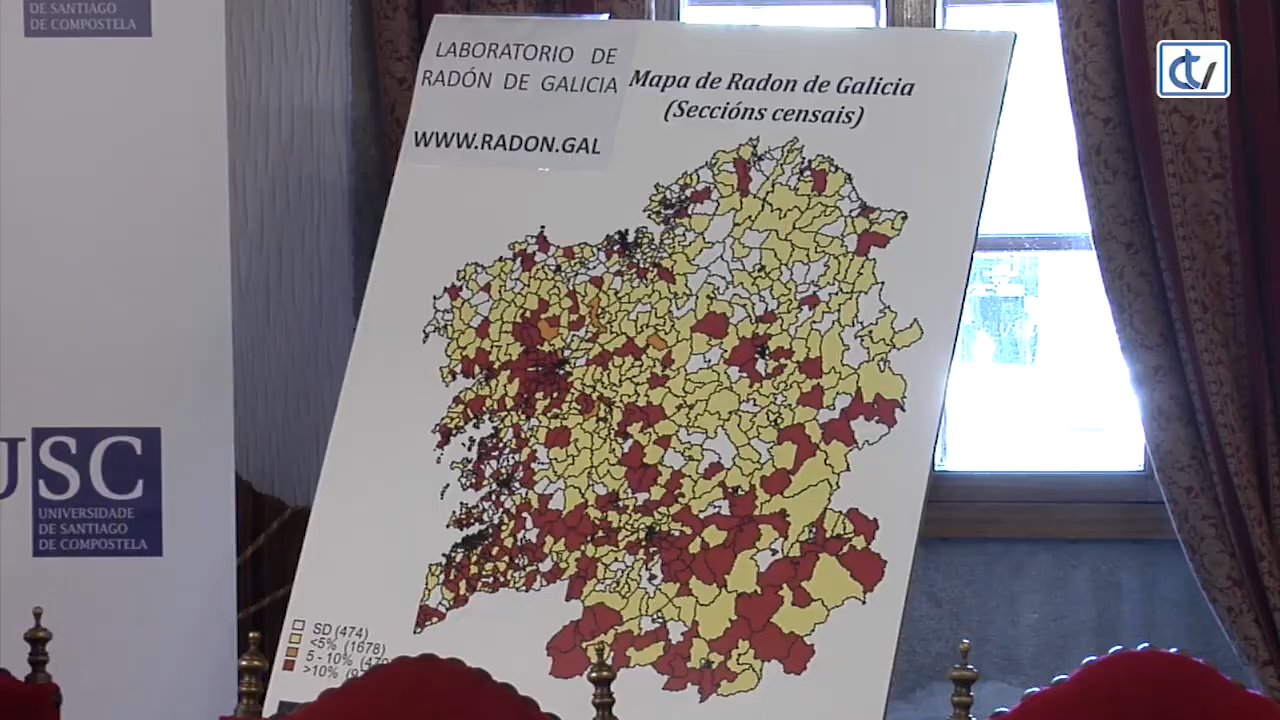 DE SANTIAGO
DE COMPOSTELA
LABORATORIO DE
RADÓN DE GALICIA
WWW.RADON.GAL
Mapa de Radon de Galicia
(Seccións censais)
USC
UNIVERSIDADE
DE SANTIAGO
DE COMPOSTELA
SD (474)
<5% (1678)
5 - 10%
>10%